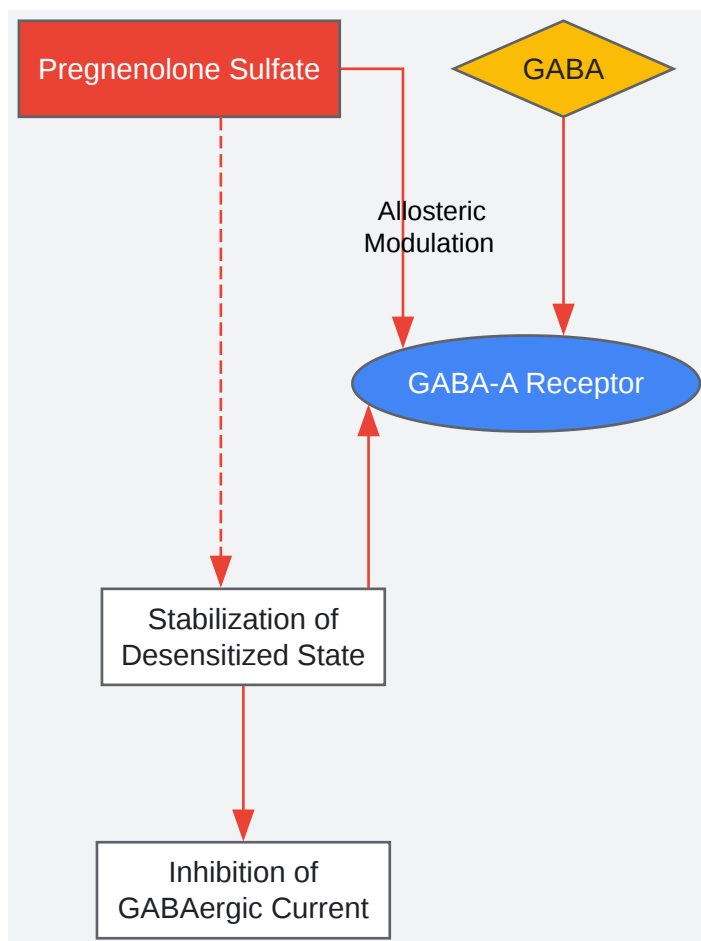 Pregnenolone Sulfate
GABA
Allosteric
Modulation
GABA-A Receptor
Stabilization of
Desensitized State
Inhibition of
GABAergic Current